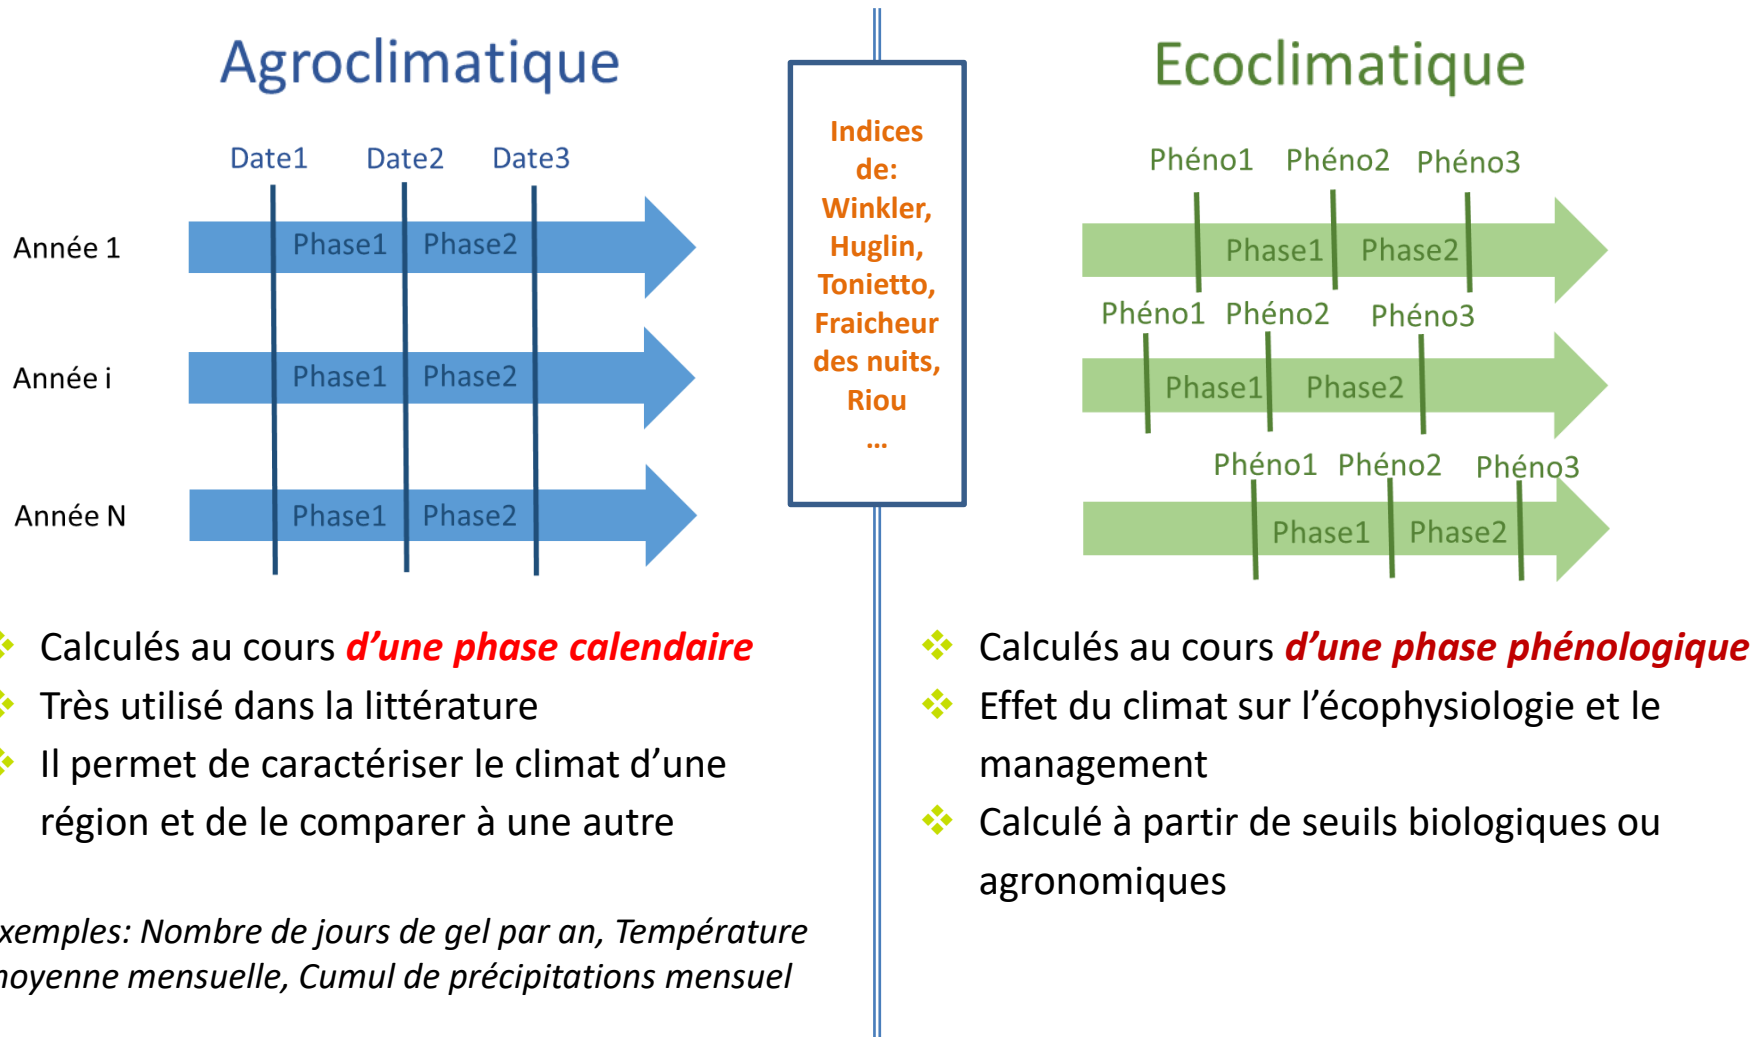 Agroclimatique
Date1 Date2 Date3
Année 1
Phase1 Phase2
Année i
Phase1 Phase2
Année N
Phase1 Phase2
Calculés au cours d’une phase calendaire
Très utilisé dans la littérature
Il permet de caractériser le climat d’une
région et de le comparer à une autre
xemples: Nombre de jours de gel par an, Température
moyenne mensuelle, Cumul de précipitations mensuel
Indices
de:
Winkler,
Huglin,
Tonietto,
Fraicheur
des nuits,
Riou
...
Ecoclimatique
Phéno1 Phéno2 Phéno3
Phase1 Phase2
Phéno1 Phéno2 Phéno3
Phase1 Phase2
Phéno1 Phéno2 Phéno3
Phase1 Phase2
Calculés au cours d’une phase phénologique
Effet du climat sur l’écophysiologie et le
management
Calculé à partir de seuils biologiques ou
agronomiques